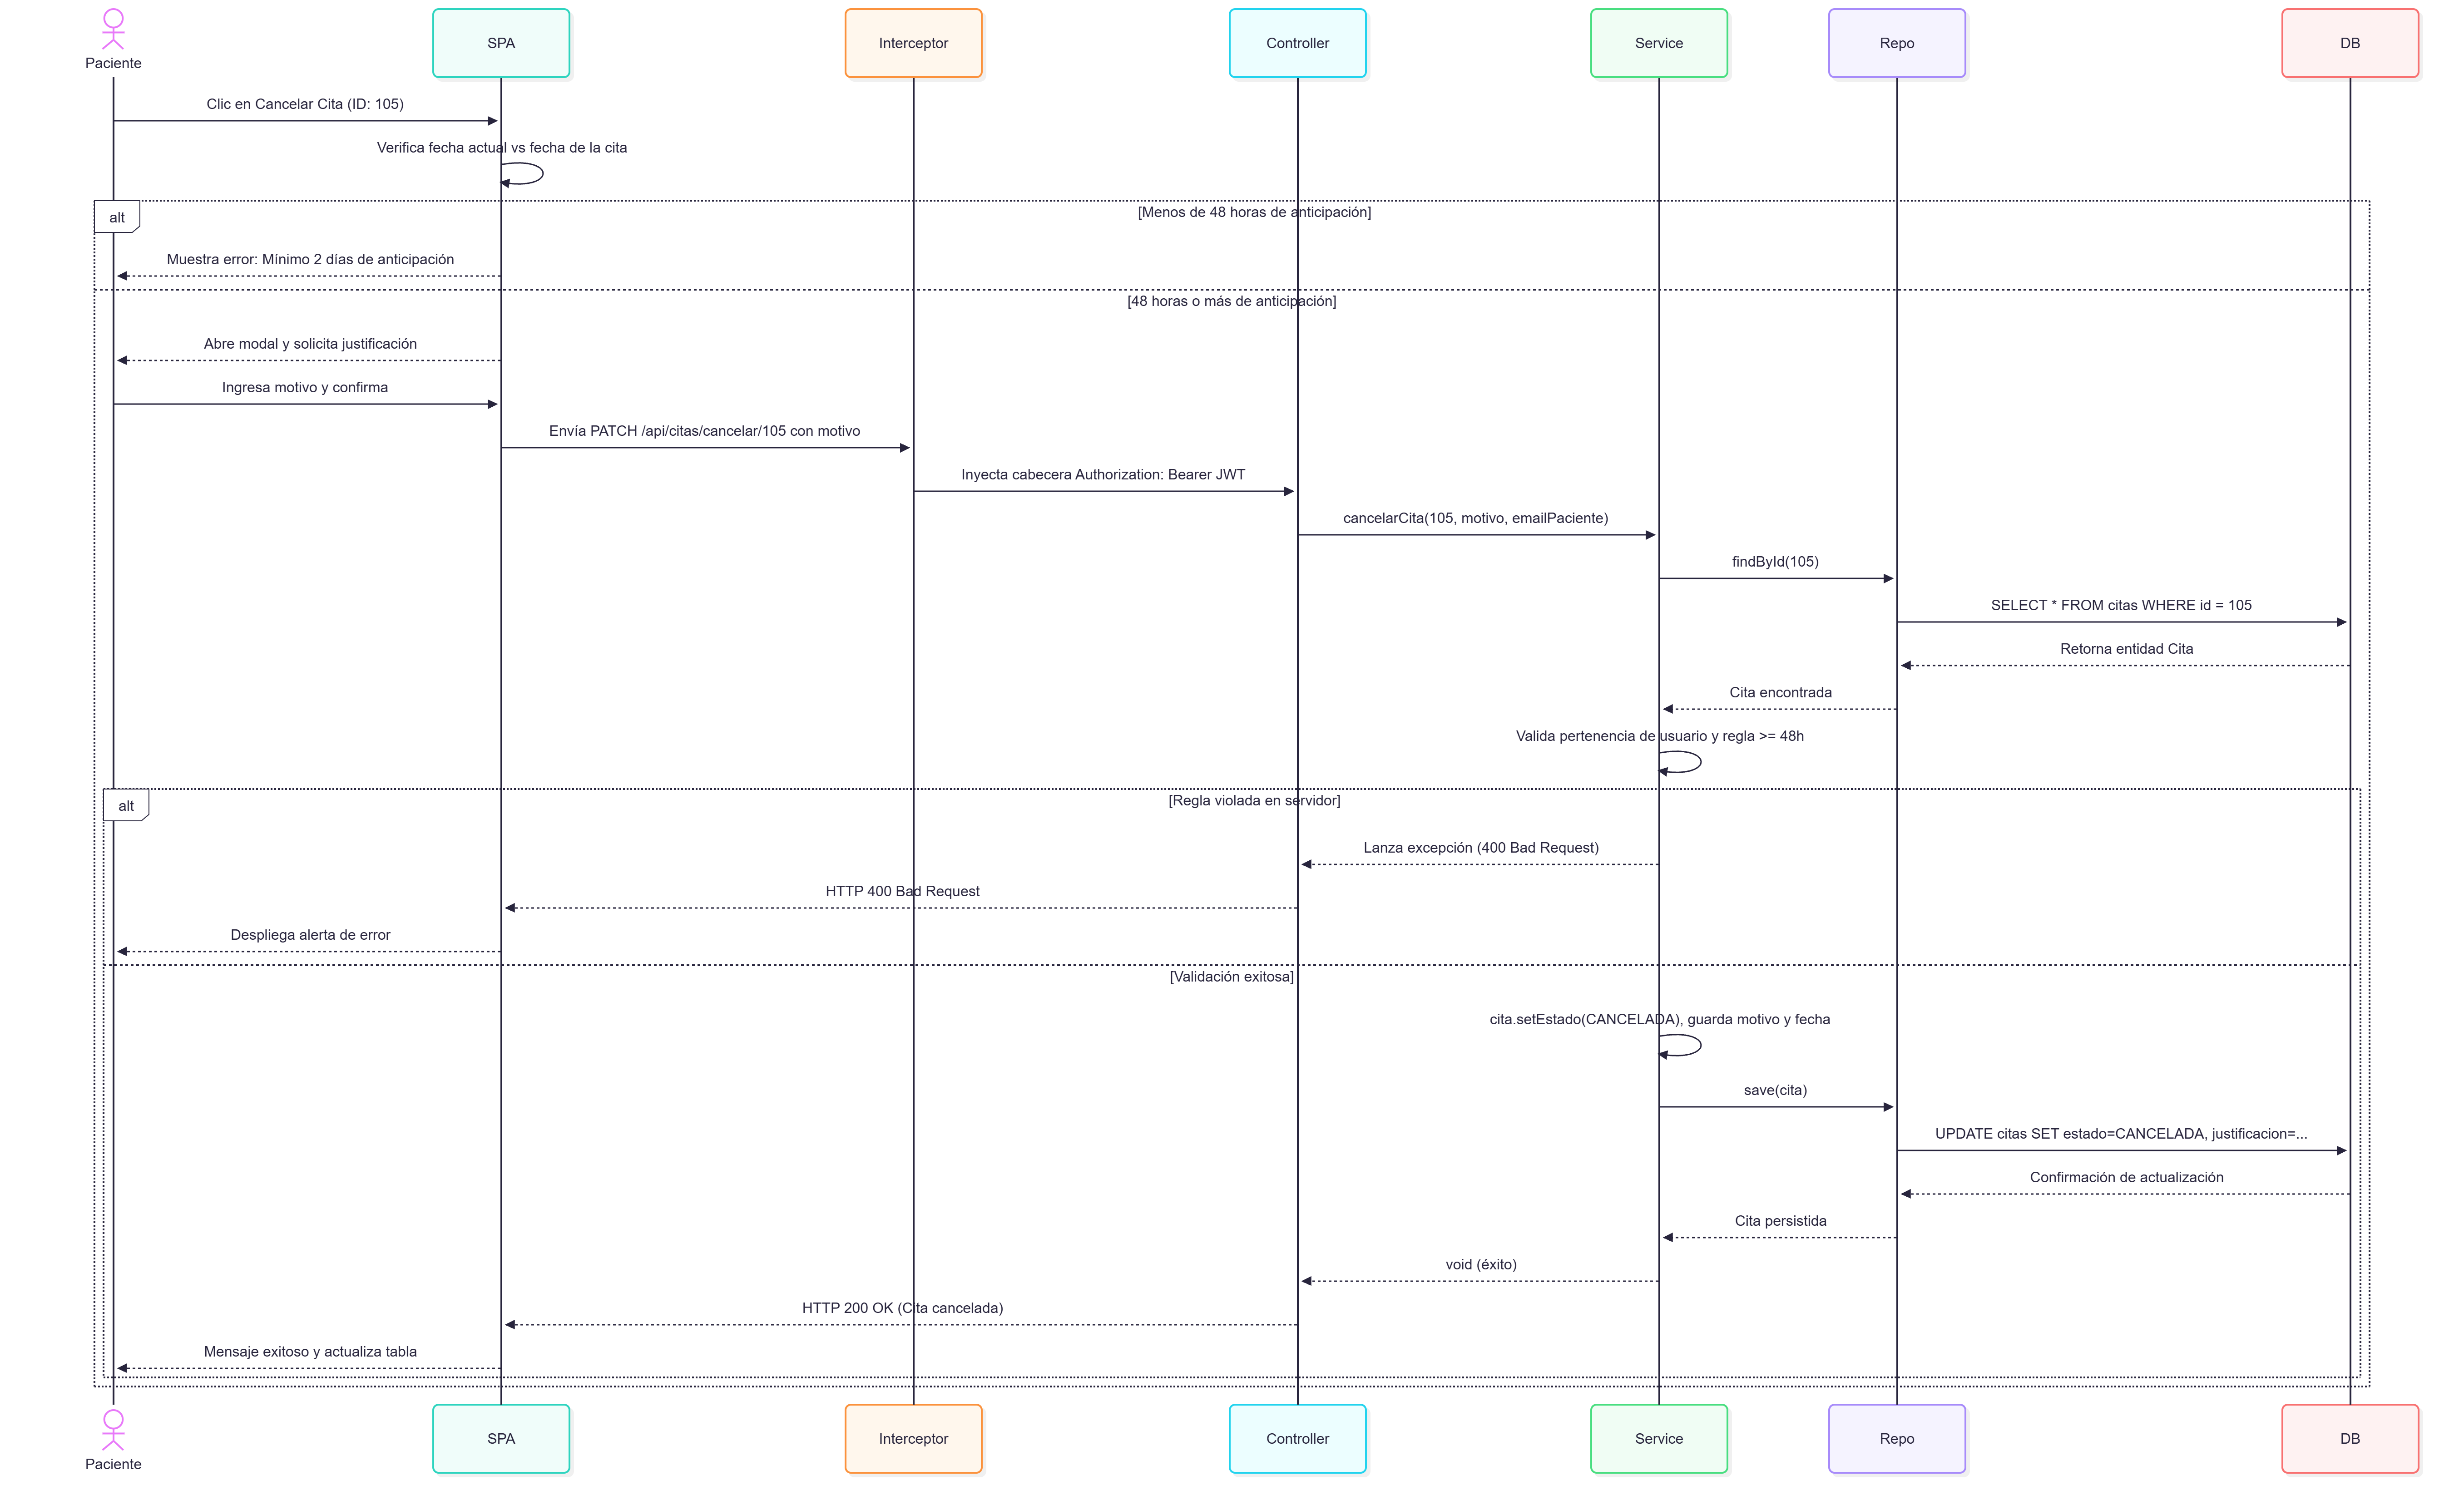 Paciente
SPA
Interceptor
Controller
Service
Repo
DB
Clic en Cancelar Cita (ID: 105)
Verifica fecha actual vs fecha de la cita
alt
[Menos de 48 horas de anticipación]
Muestra error: Mínimo 2 días de anticipación
[48 horas o más de anticipación]
Abre modal y solicita justificación
Ingresa motivo y confirma
Envía PATCH /api/citas/cancelar/105 con motivo
Inyecta cabecera Authorization: Bearer JWT
cancelarCita(105, motivo, emailPaciente)
findById(105)
SELECT * FROM citas WHERE id = 105
Retorna entidad Cita
Cita encontrada
Valida pertenencia de usuario y regla >= 48h
alt
[Regla violada en servidor]
Lanza excepción (400 Bad Request)
HTTP 400 Bad Request
Despliega alerta de error
[Validación exitosa]
cita.setEstado(CANCELADA), guarda motivo y fecha
save(cita)
UPDATE citas SET estado=CANCELADA, justificacion=...
Confirmación de actualización
Cita persistida
void (éxito)
HTTP 200 OK (Cita cancelada)
Mensaje exitoso y actualiza tabla
Paciente
SPA
Interceptor
Controller
Service
Repo
DB